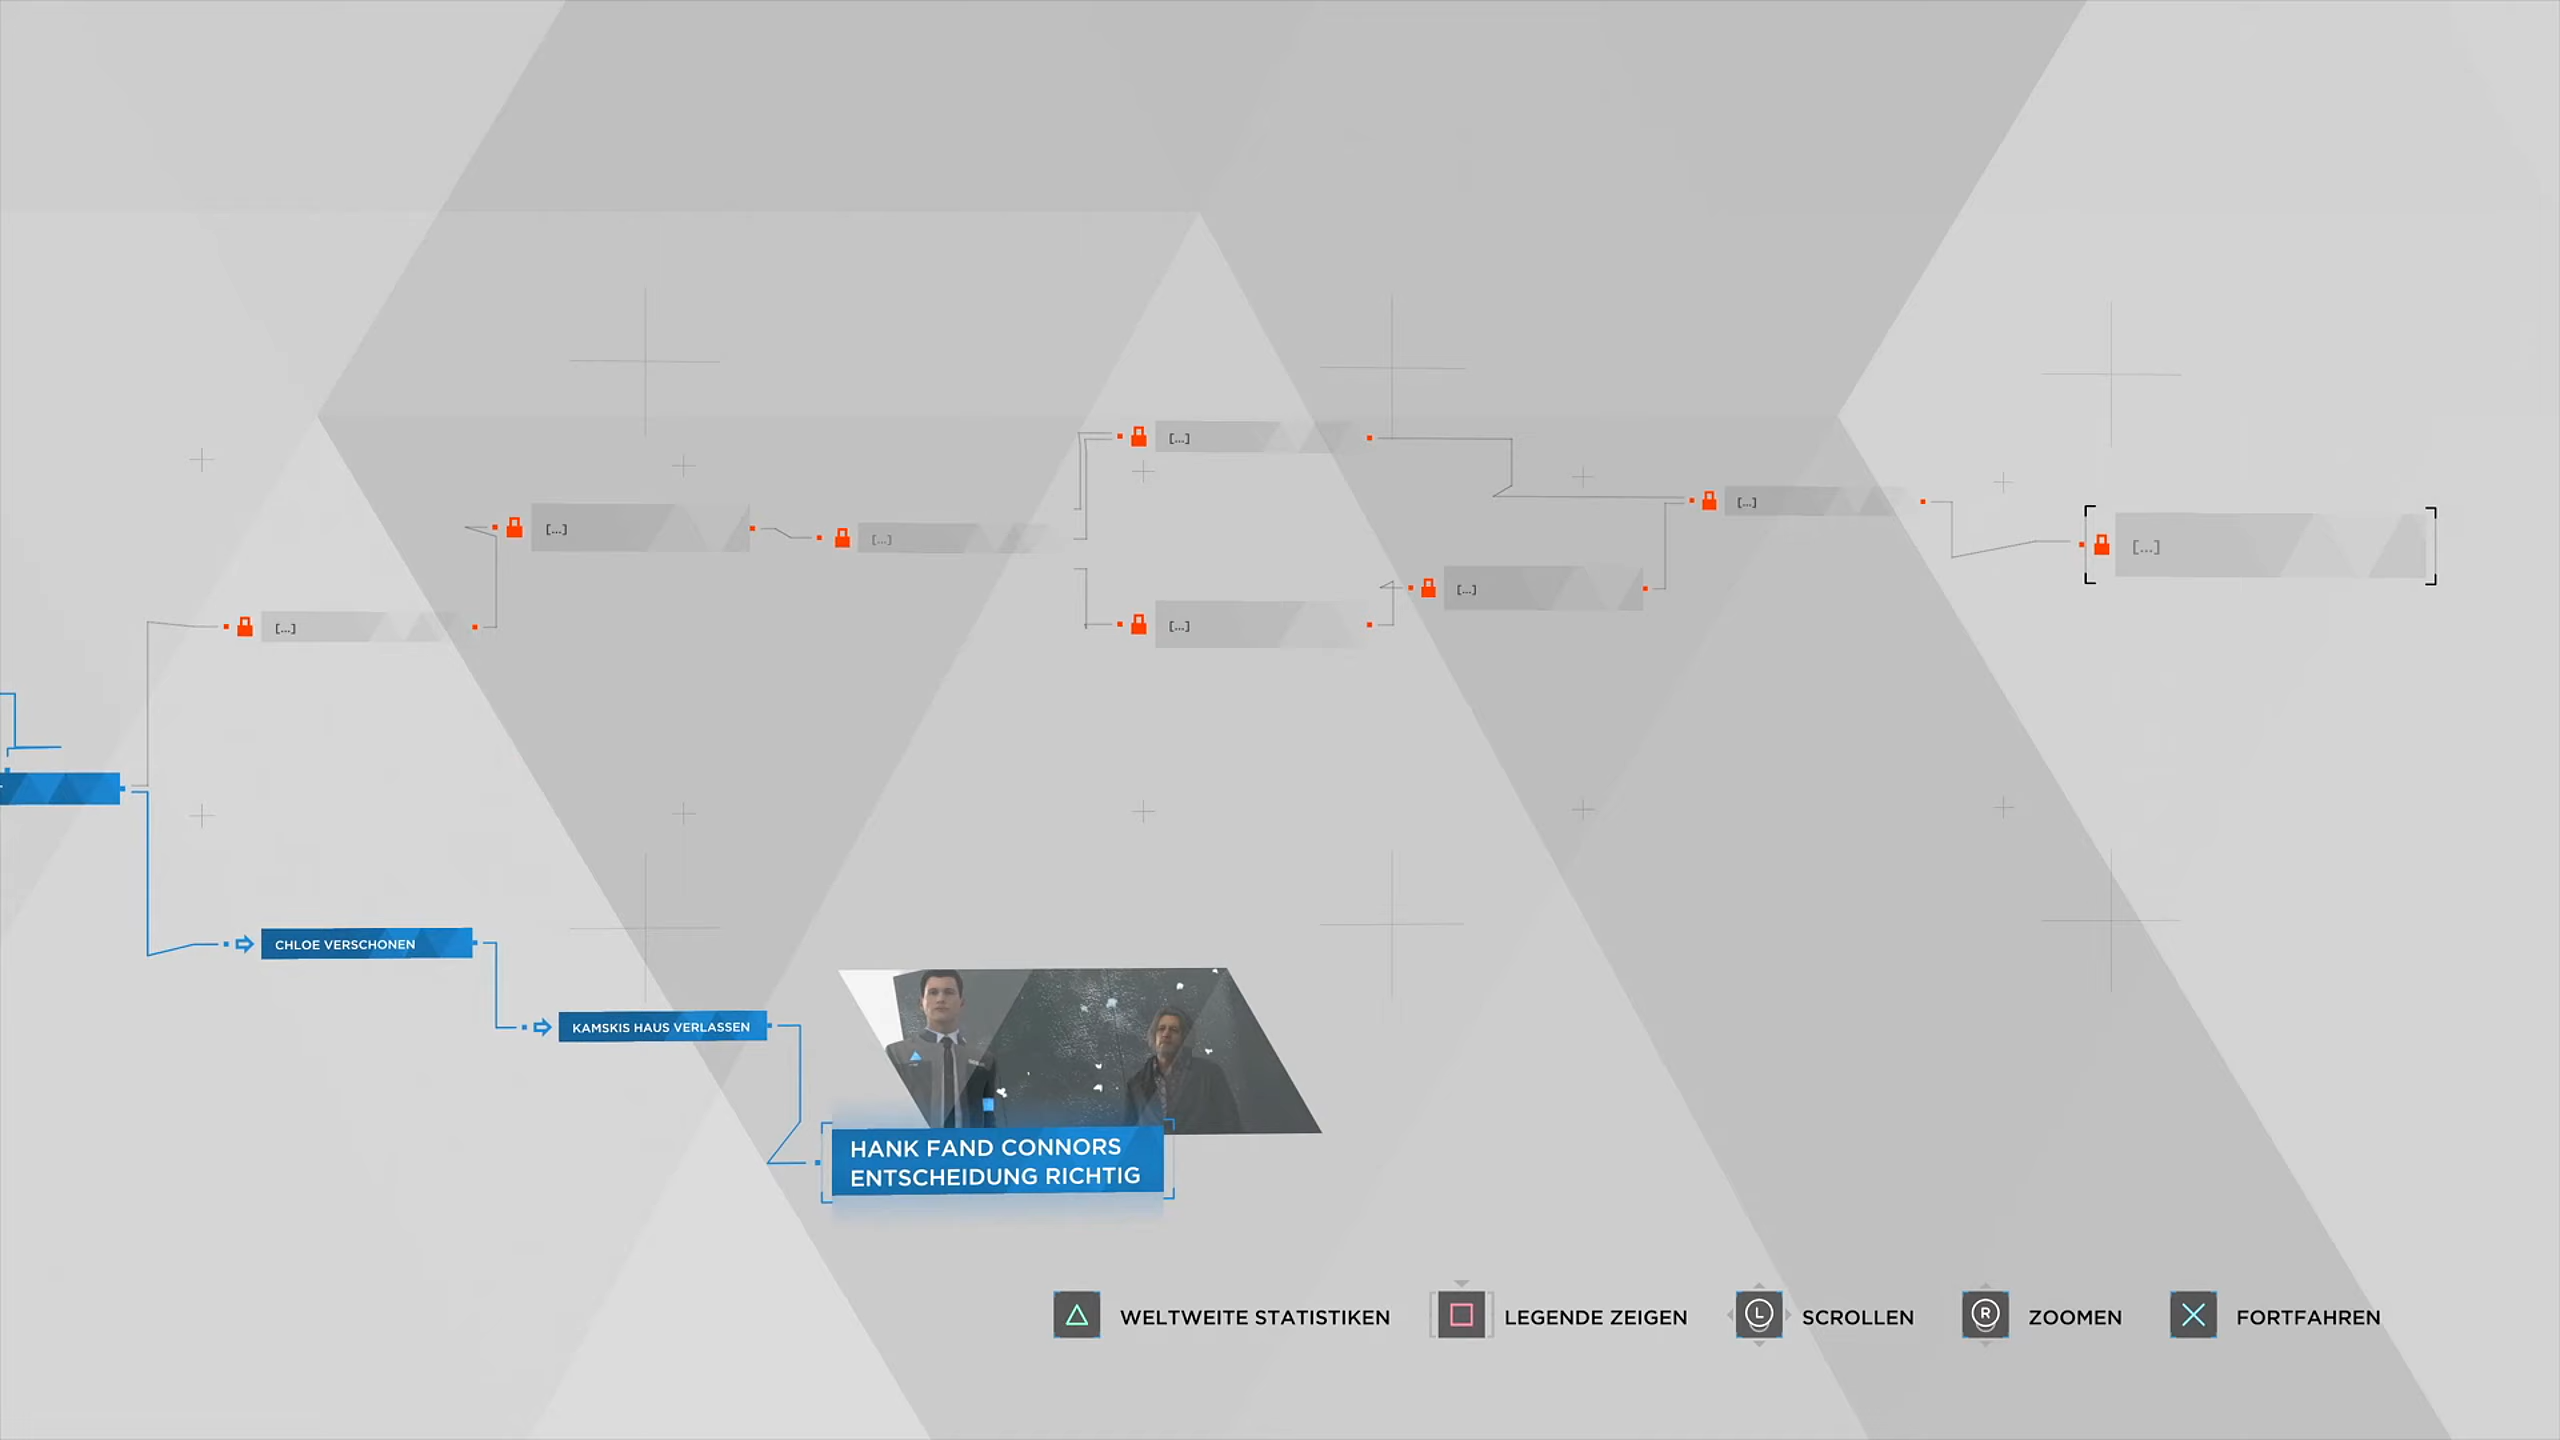 [...]
[...]
[...]
[...]
[...]
[...]
[...]
[...]
CHLOE VERSCHONEN
KAMSKIS HAUS VERLASSEN
HANK FAND CONNORS
ENTSCHEIDUNG RICHTIG
WELTWEITE STATISTIKEN
LEGENDE ZEIGEN
L SCROLLEN
R ZOOMEN
FORTFAHREN